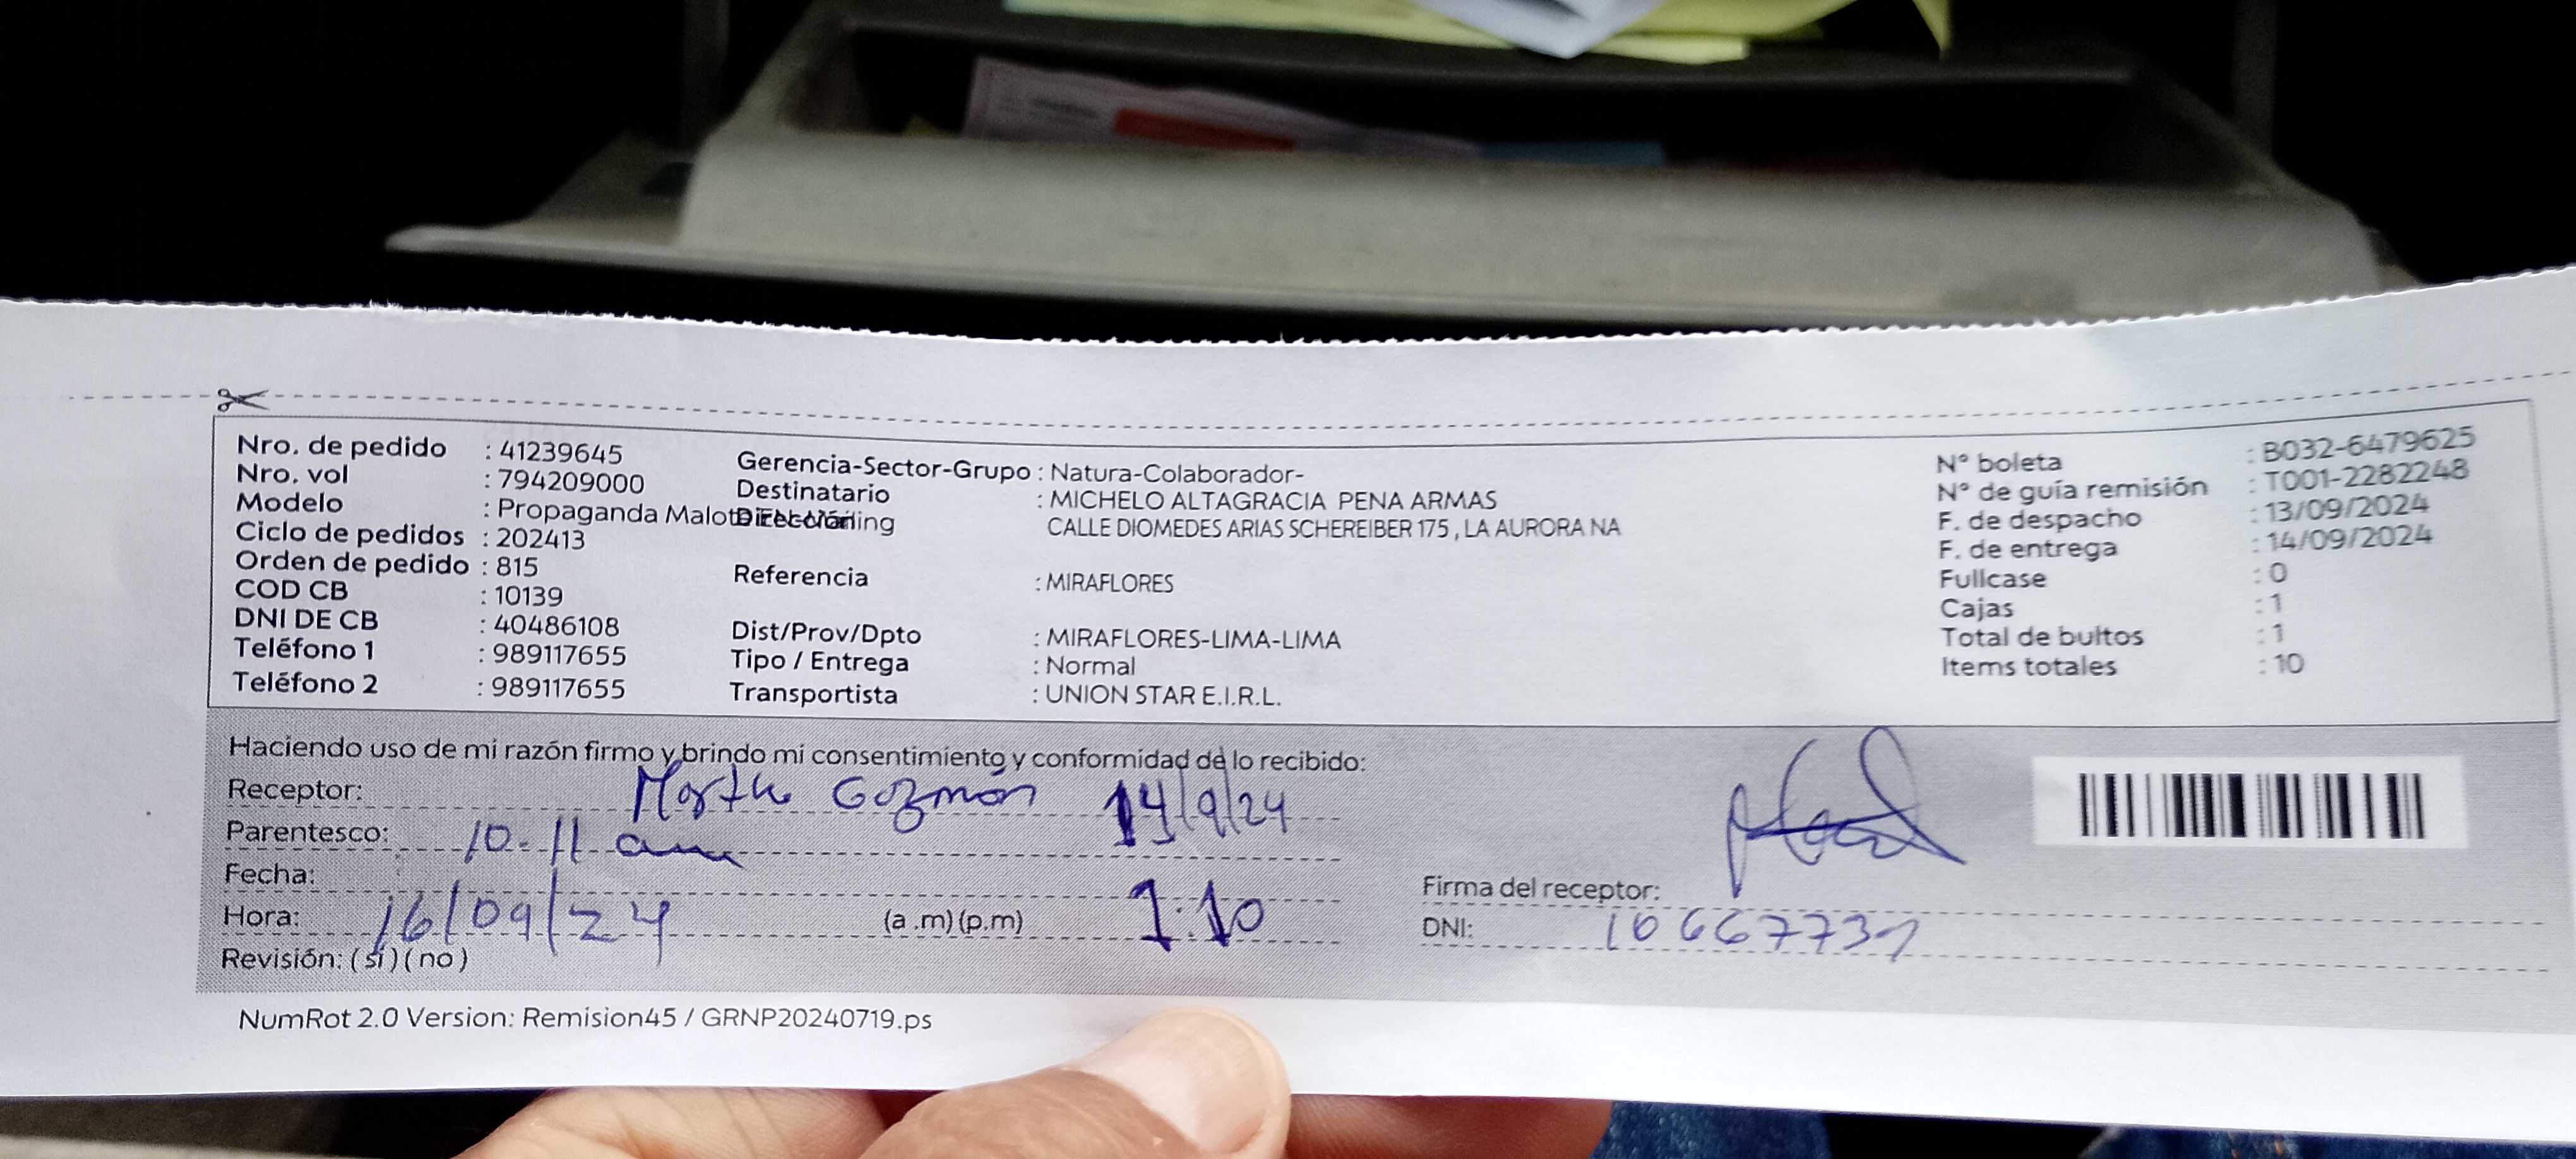 Nro. de pedido : 41239645
Nro. vol : 794209000
Modelo : Propaganda Malote EN-Mailing
Ciclo de pedidos : 202413
Orden de pedido : 815
COD CB : 10139
DNI DE CB : 40486108
Teléfono 1 : 989117655
Teléfono 2 : 989117655
Gerencia-Sector-Grupo : Natura-Colaborador-
Destinatario : MICHELO ALTAGRACIA PENA ARMAS
Dirección CALLE DIOMEDES ARIAS SCHEREIBER 175 , LA AURORA NA
Referencia : MIRAFLORES
Dist/Prov/Dpto : MIRAFLORES-LIMA-LIMA
Tipo / Entrega : Normal
Transportista : UNION STAR E.I.R.L.
N° boleta : B032-6479625
N° de guía remisión : T001-2282248
F. de despacho : 13/09/2024
F. de entrega : 14/09/2024
Fullcase : 0
Cajas : 1
Total de bultos : 1
Items totales : 10
Haciendo uso de mi razón firmo y brindo mi consentimiento y conformidad de lo recibido:
Receptor: Guzmán 14/9/24
Parentesco: 10.11 am
Fecha:
Hora: 16/09/24 (a .m) (p.m) 1:10
Revisión: ( sí ) ( no )
Firma del receptor:
DNI: 10667731
NumRot 2.0 Version: Remision45 / GRNP20240719.ps